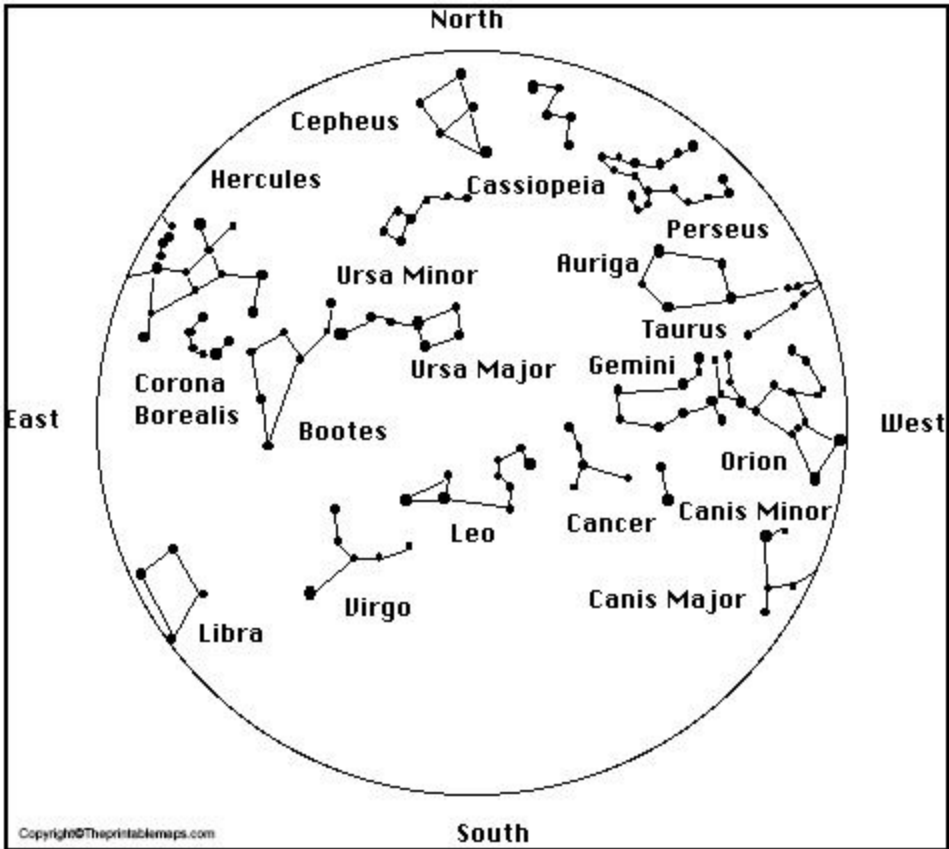 North
Cepheus
Hercules
Cassiopeia
Perseus
Ursa Minor
Auriga
Taurus
Ursa Major
Gemini
Corona
Borealis
East
Bootes
West
Orion
Leo
Cancer
Canis Minor
Canis Major
Virgo
Libra
Copyright©Theprintablemaps.com
South